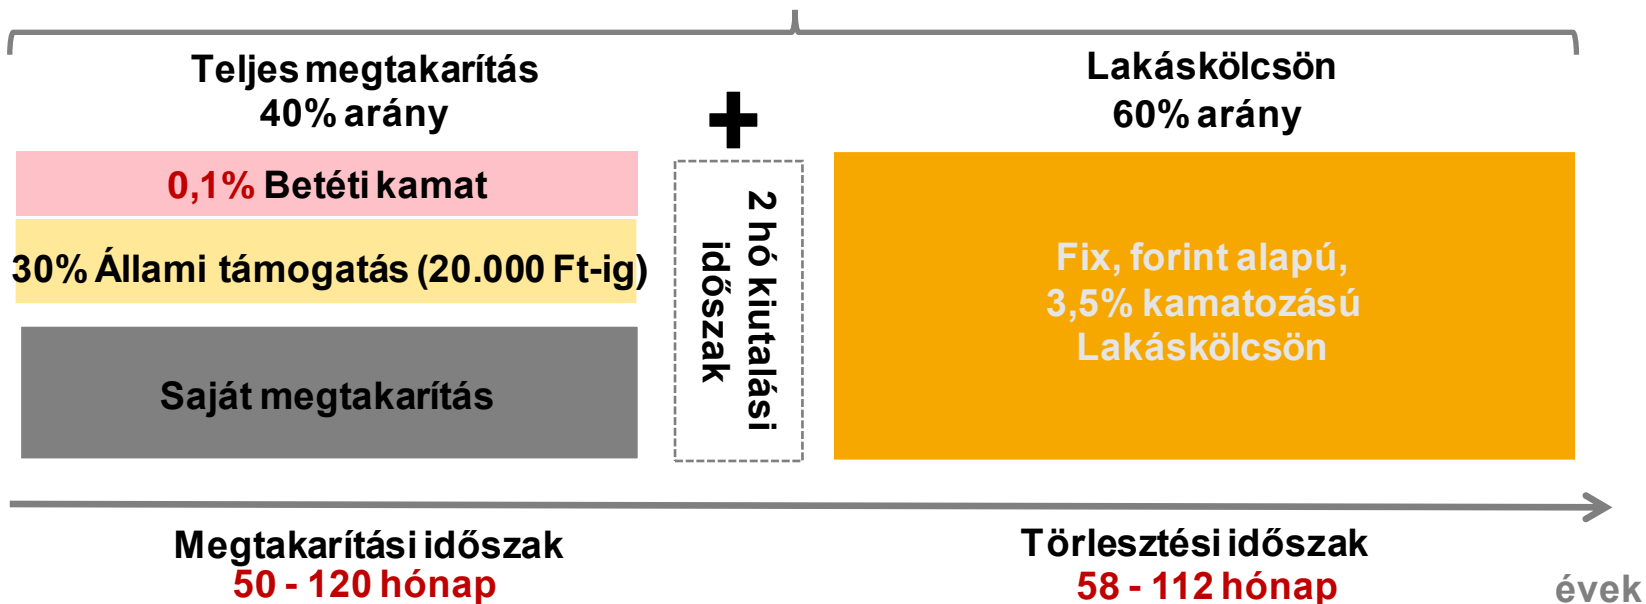 Teljes megtakarítás
40% arány
0,1% Betéti kamat
30% Állami támogatás (20.000 Ft-ig)
Saját megtakarítás
+
2 hó kiutalási
időszak
Lakáskölcsön
60% arány
Fix, forint alapú,
3,5% kamatozású
Lakáskölcsön
Megtakarítási időszak
50 - 120 hónap
Törlesztési időszak
58 - 112 hónap
évek